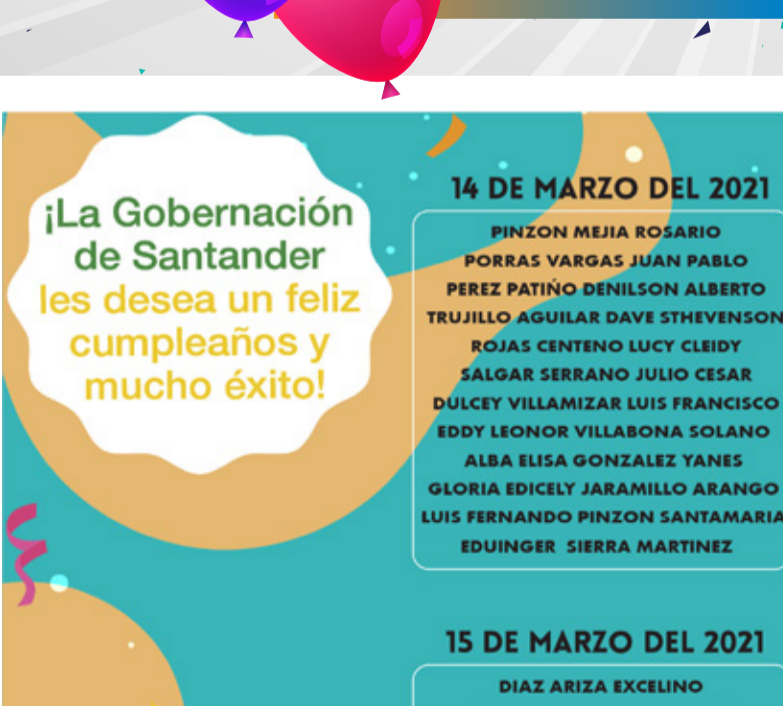 ¡La Gobernación
de Santander
les desea un feliz
cumpleaños y
mucho éxito!
14 DE MARZO DEL 2021
PINZON MEJIA ROSARIO
PORRAS VARGAS JUAN PABLO
PEREZ PATIÑO DENILSON ALBERTO
TRUJILLO AGUILAR DAVE STHEVENSON
ROJAS CENTENO LUCY CLEIDY
SALGAR SERRANO JULIO CESAR
DULCEY VILLAMIZAR LUIS FRANCISCO
EDDY LEONOR VILLABONA SOLANO
ALBA ELISA GONZALEZ YANES
GLORIA EDICELY JARAMILLO ARANGO
LUIS FERNANDO PINZON SANTAMARIA
EDUINGER SIERRA MARTINEZ
15 DE MARZO DEL 2021
DIAZ ARIZA EXCELINO